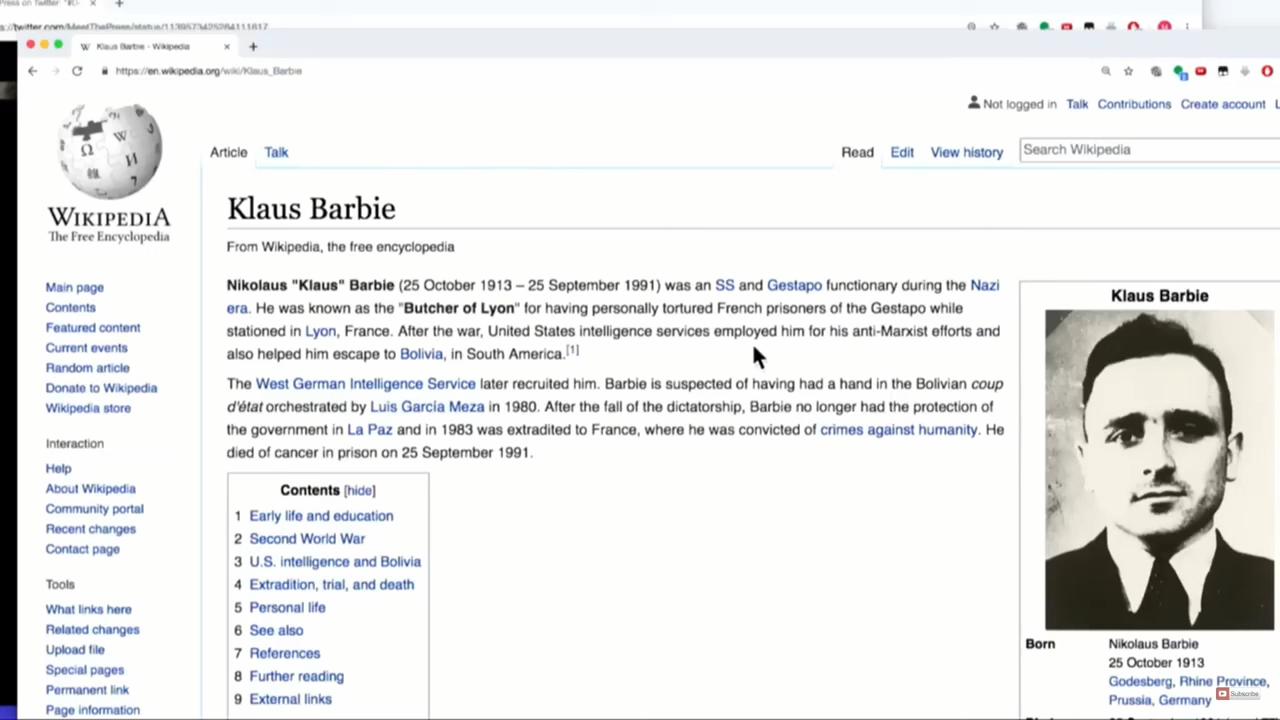 Press on Twitter
s://twitter.com/MeetThePress/status/
Klaus Barbie - Wikipedia
https://en.wikipedia.org/wiki/Klaus_Barbie
Not logged in Talk Contributions Create account L
Article Talk Read Edit View history Search Wikipedia
WIKIPEDIA
The Free Encyclopedia
Main page
Contents
Featured content
Current events
Random article
Donate to Wikipedia
Wikipedia store
Interaction
Help
About Wikipedia
Community portal
Recent changes
Contact page
Tools
What links here
Related changes
Upload file
Special pages
Permanent link
Page information
Klaus Barbie
From Wikipedia, the free encyclopedia
Nikolaus "Klaus" Barbie (25 October 1913 – 25 September 1991) was an SS and Gestapo functionary during the Nazi
era. He was known as the "Butcher of Lyon" for having personally tortured French prisoners of the Gestapo while
stationed in Lyon, France. After the war, United States intelligence services employed him for his anti-Marxist efforts and
also helped him escape to Bolivia, in South America.[1]
The West German Intelligence Service later recruited him. Barbie is suspected of having had a hand in the Bolivian coup
d'état orchestrated by Luis García Meza in 1980. After the fall of the dictatorship, Barbie no longer had the protection of
the government in La Paz and in 1983 was extradited to France, where he was convicted of crimes against humanity. He
died of cancer in prison on 25 September 1991.
Contents [hide]
1 Early life and education
2 Second World War
3 U.S. intelligence and Bolivia
4 Extradition, trial, and death
5 Personal life
6 See also
7 References
8 Further reading
9 External links
Klaus Barbie
Born Nikolaus Barbie
25 October 1913
Godesberg, Rhine Province,
Prussia, Germany
Subscribe